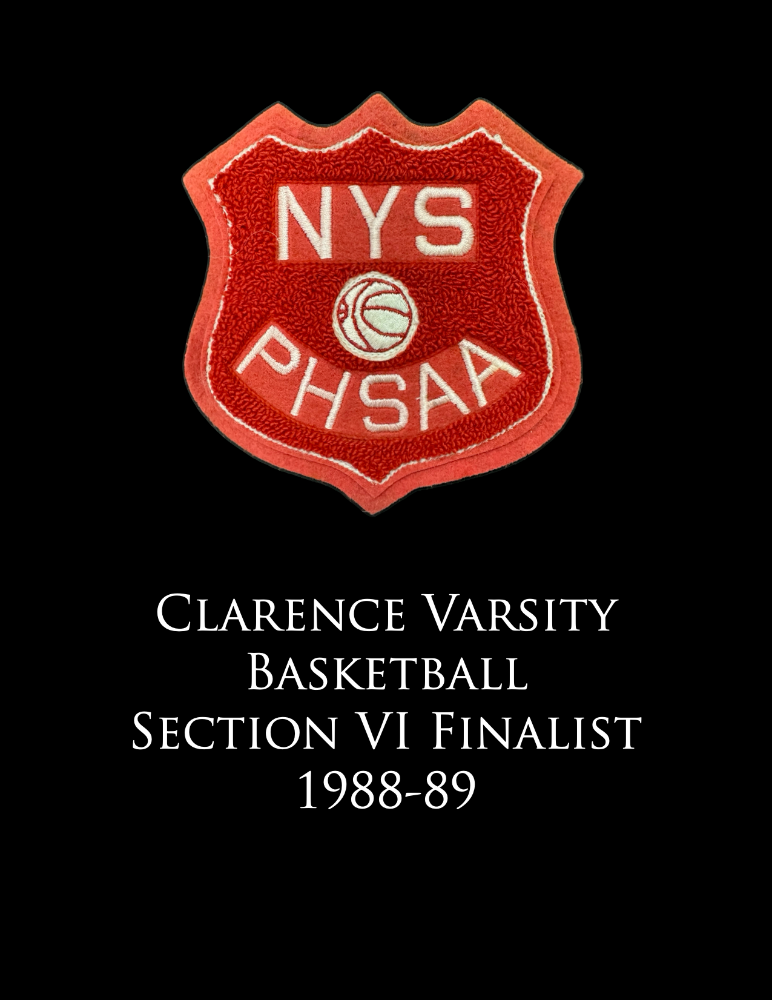 NYS
PHSAA
Clarence Varsity
Basketball
Section VI Finalist
1988-89